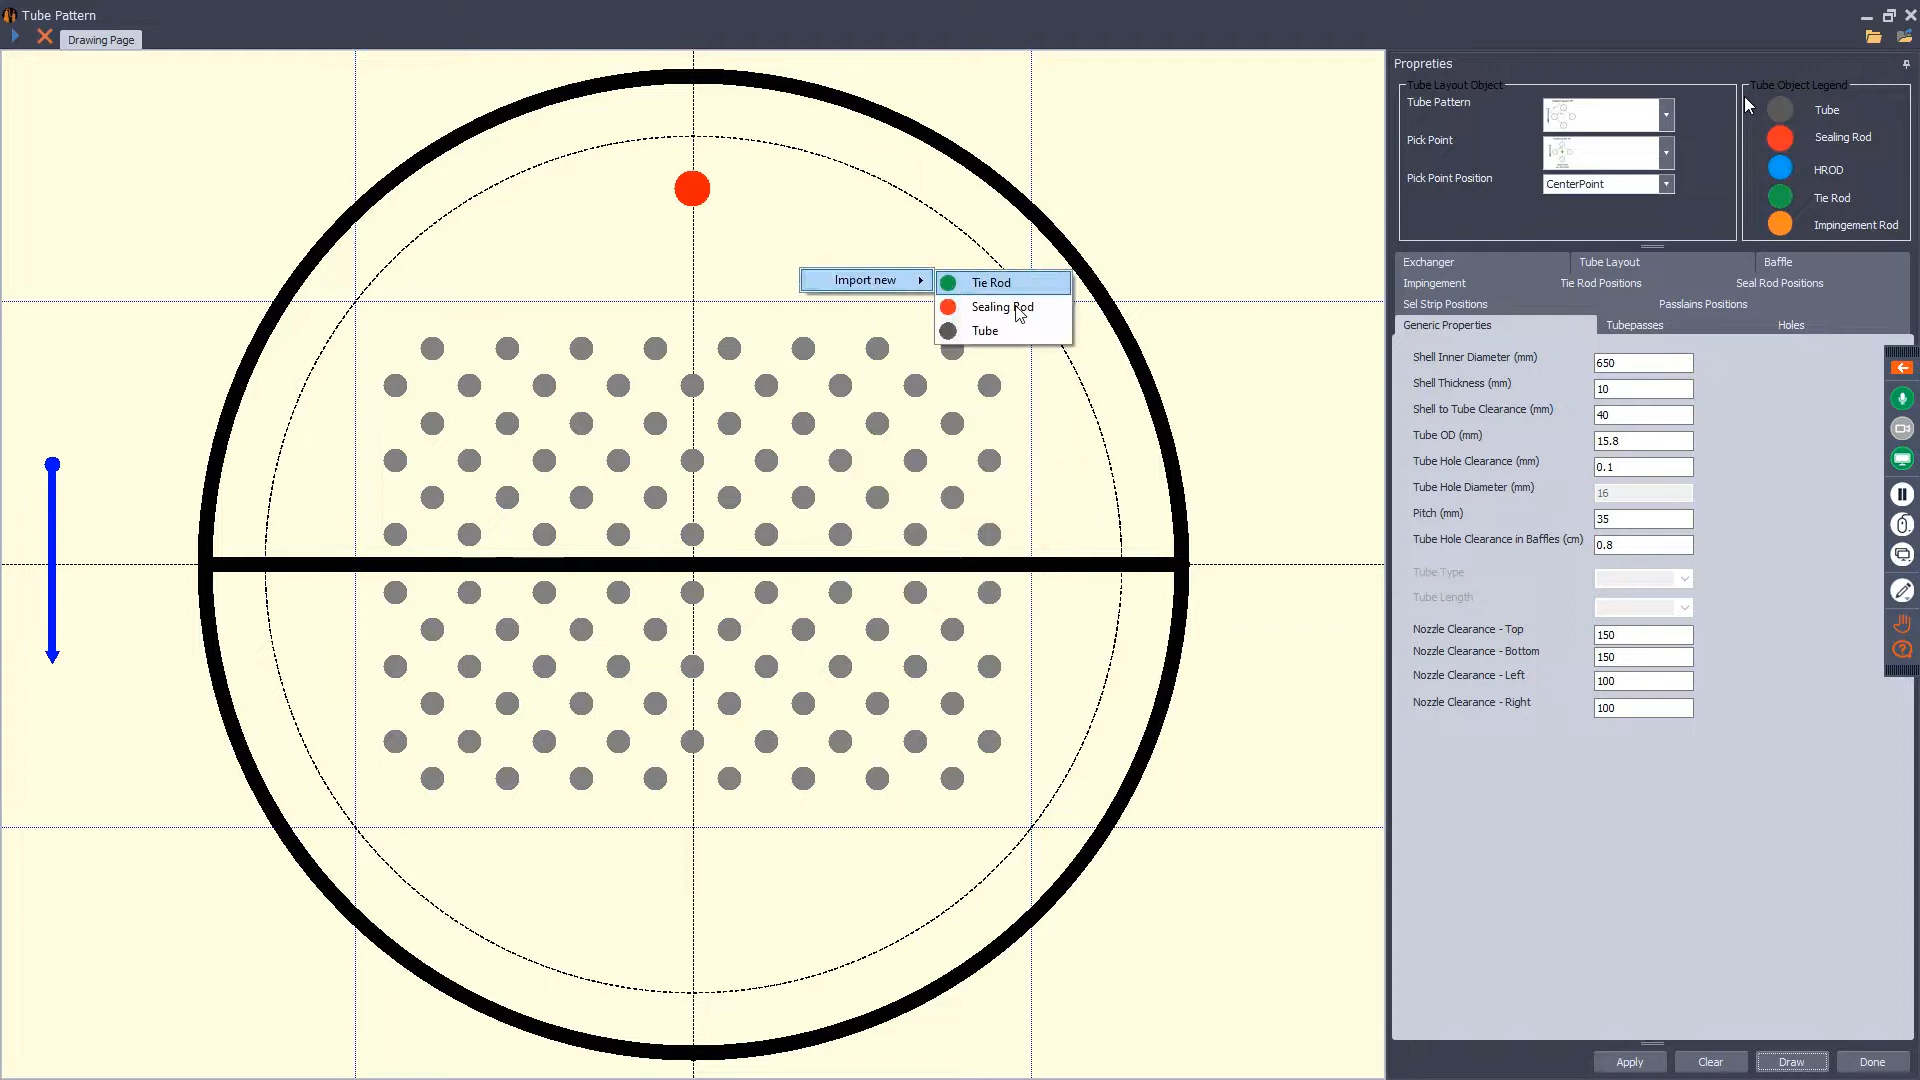 Tube Pattern
Drawing Page
Import new
Tie Rod
Sealing Rod
Tube
Propreties
Tube Layout Object
Tube Pattern
Pick Point
Pick Point Position
CenterPoint
Tube Object Legend
Tube
Sealing Rod
HROD
Tie Rod
Impingement Rod
Exchanger
Tube Layout
Baffle
Impingement
Tie Rod Positions
Seal Rod Positions
Sel Strip Positions
Passlains Positions
Generic Properties
Tubepasses
Holes
Shell Inner Diameter (mm)
650
Shell Thickness (mm)
10
Shell to Tube Clearance (mm)
40
Tube OD (mm)
15.8
Tube Hole Clearance (mm)
0.1
Tube Hole Diameter (mm)
16
Pitch (mm)
35
Tube Hole Clearance in Baffles (cm)
0.8
Tube Type
Tube Length
Nozzle Clearance - Top
150
Nozzle Clearance - Bottom
150
Nozzle Clearance - Left
100
Nozzle Clearance - Right
100
Apply
Clear
Draw
Done